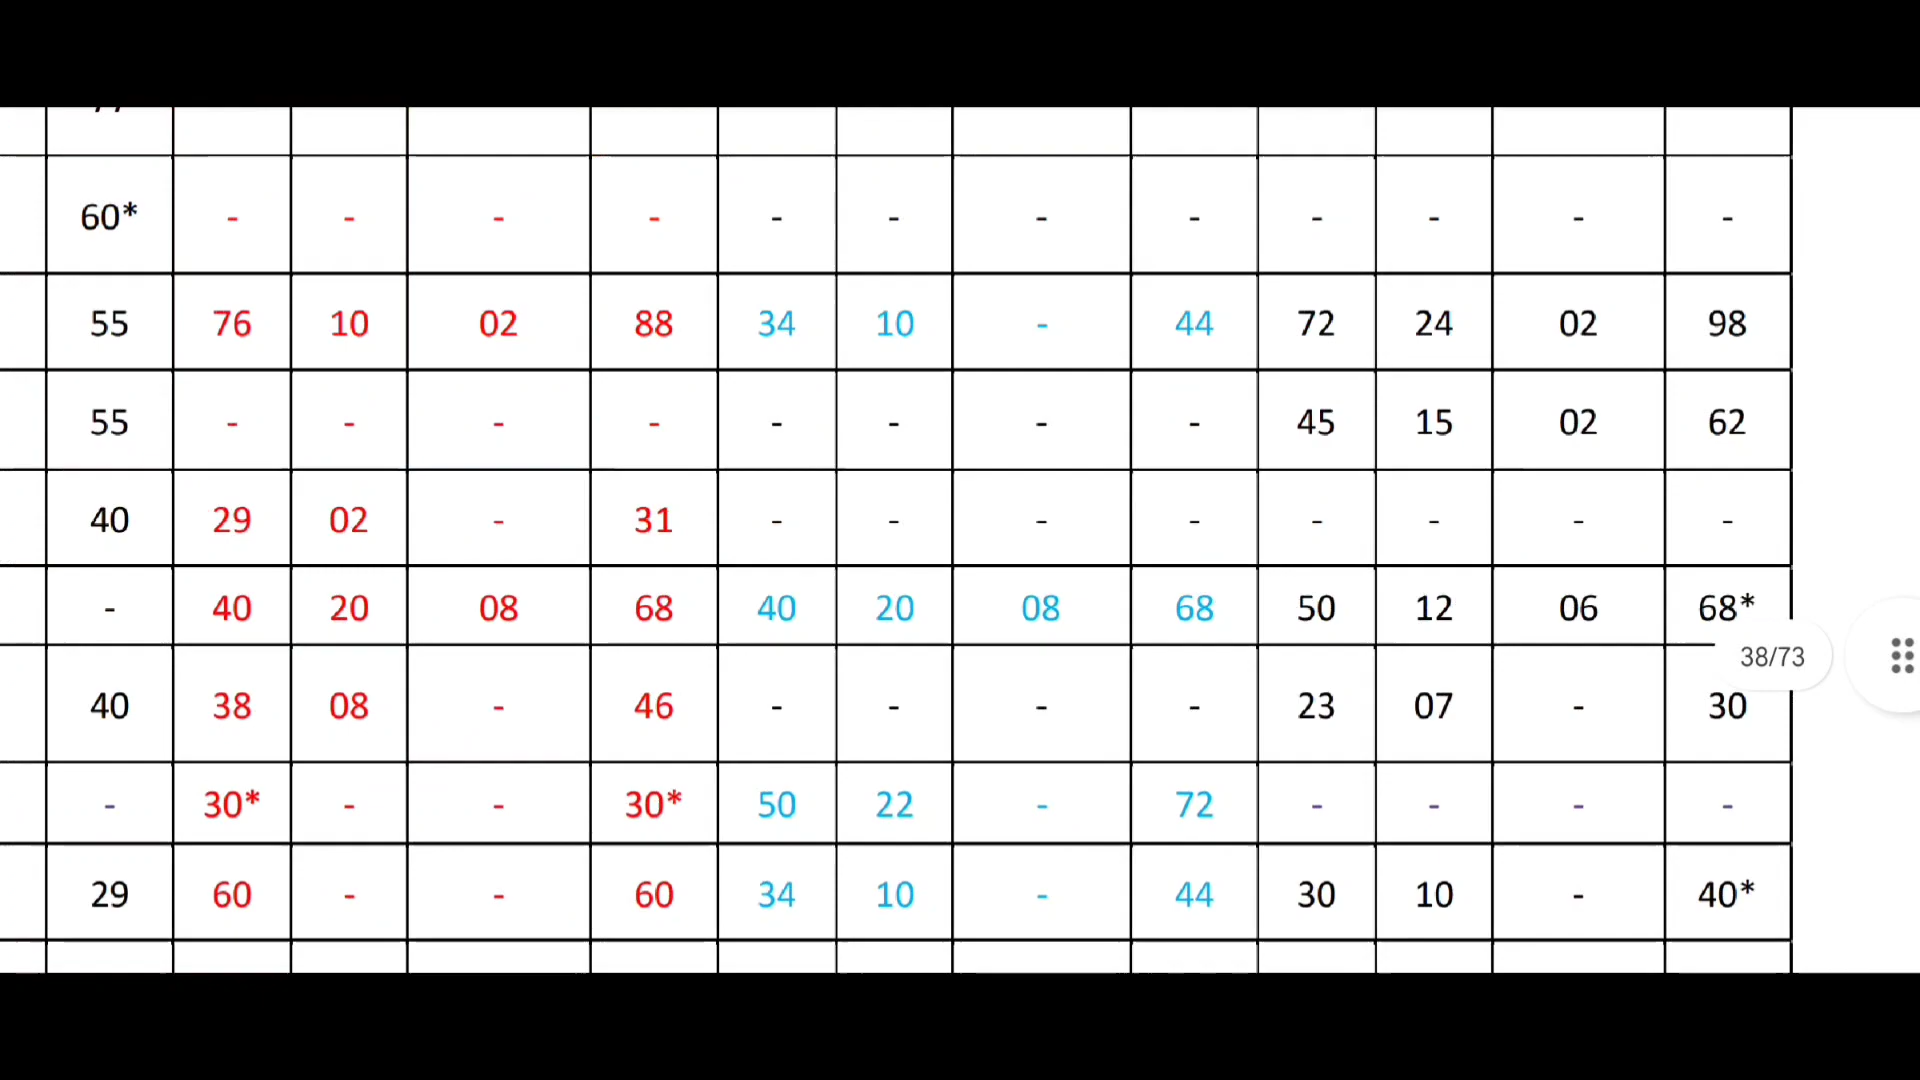 60* - - - - - - - - - - - -
55 76 10 02 88 34 10 - 44 72 24 02 98
55 - - - - - - - - 45 15 02 62
40 29 02 - 31 - - - - - - - -
- 40 20 08 68 40 20 08 68 50 12 06 68*
38/73
40 38 08 - 46 - - - - 23 07 - 30
- 30* - - 30* 50 22 - 72 - - - -
29 60 - - 60 34 10 - 44 30 10 - 40*